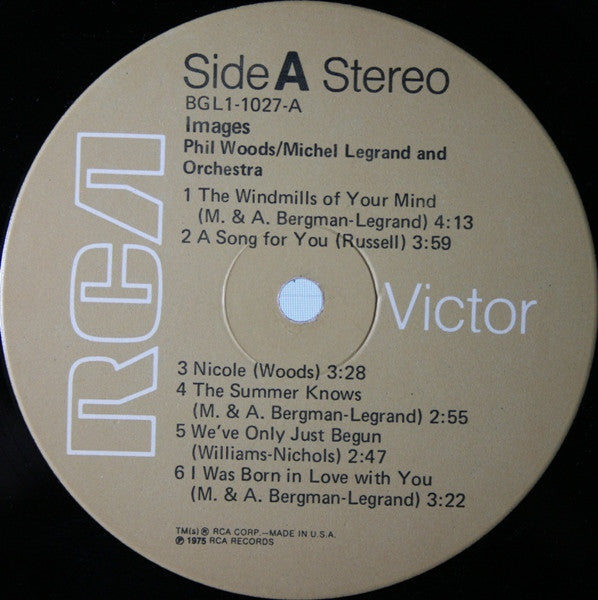 Side A Stereo
BGL1-1027-A
Images
Phil Woods/Michel Legrand and
Orchestra
1 The Windmills of Your Mind
(M. & A. Bergman-Legrand) 4:13
2 A Song for You (Russell) 3:59
RCA
Victor
3 Nicole (Woods) 3:28
4 The Summer Knows
(M. & A. Bergman-Legrand) 2:55
5 We've Only Just Begun
(Williams-Nichols) 2:47
6 I Was Born in Love with You
(M. & A. Bergman-Legrand) 3:22
TM(s) ® RCA CORP.—MADE IN U.S.A.
℗ 1975 RCA RECORDS